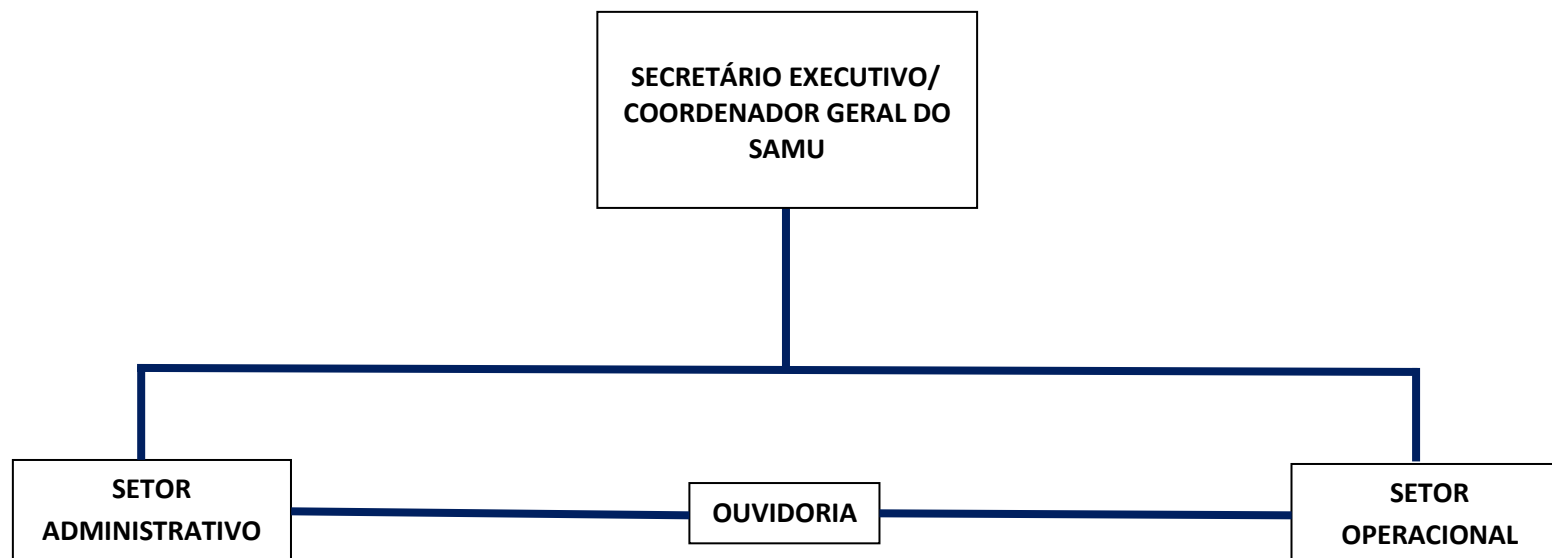 SECRETÁRIO EXECUTIVO/
COORDENADOR GERAL DO
SAMU
SETOR
ADMINISTRATIVO
OUVIDORIA
SETOR
OPERACIONAL